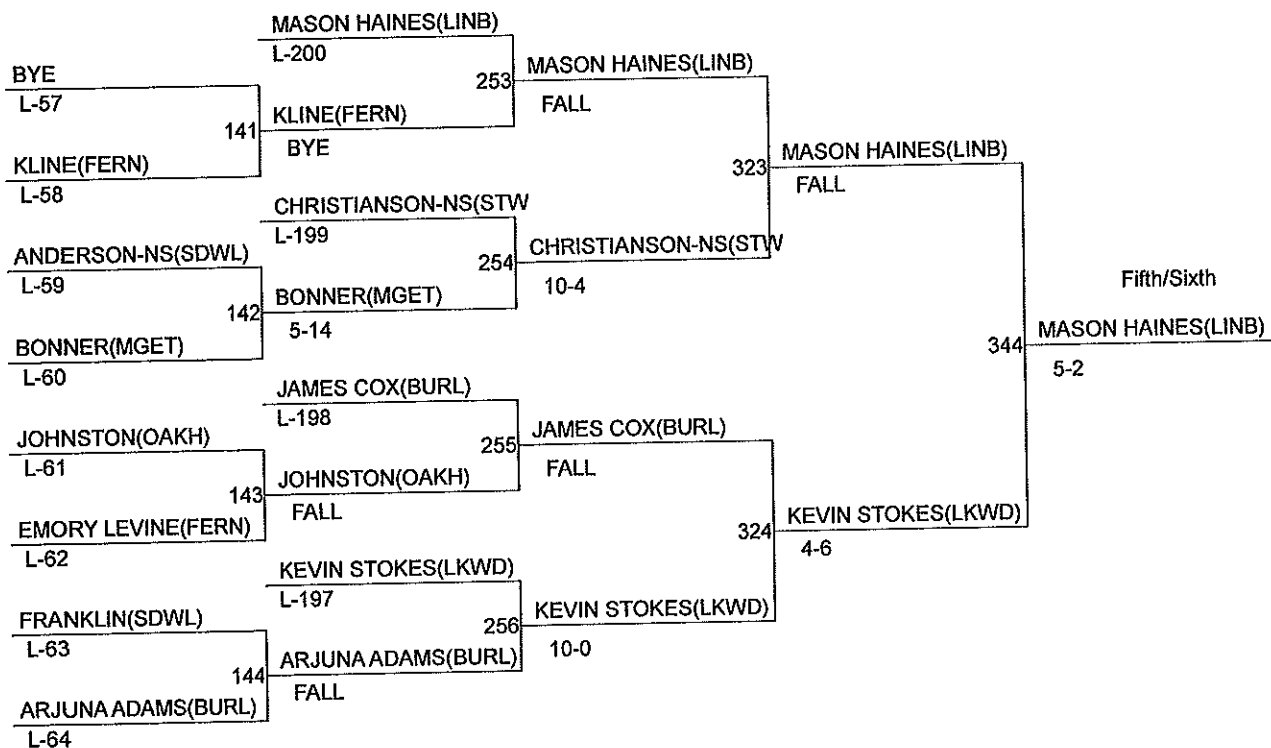 MASON HAINES(LINB)
L-200
BYE
L-57
253
MASON HAINES(LINB)
FALL
141
KLINE(FERN)
BYE
KLINE(FERN)
L-58
323
MASON HAINES(LINB)
FALL
CHRISTIANSON-NS(STW
L-199
ANDERSON-NS(SDWL)
L-59
254
CHRISTIANSON-NS(STW
10-4
142
BONNER(MGET)
5-14
BONNER(MGET)
L-60
Fifth/Sixth
344
MASON HAINES(LINB)
5-2
JAMES COX(BURL)
L-198
JOHNSTON(OAKH)
L-61
255
JAMES COX(BURL)
FALL
143
JOHNSTON(OAKH)
FALL
EMORY LEVINE(FERN)
L-62
324
KEVIN STOKES(LKWD)
4-6
KEVIN STOKES(LKWD)
L-197
FRANKLIN(SDWL)
L-63
256
KEVIN STOKES(LKWD)
10-0
144
ARJUNA ADAMS(BURL)
FALL
ARJUNA ADAMS(BURL)
L-64